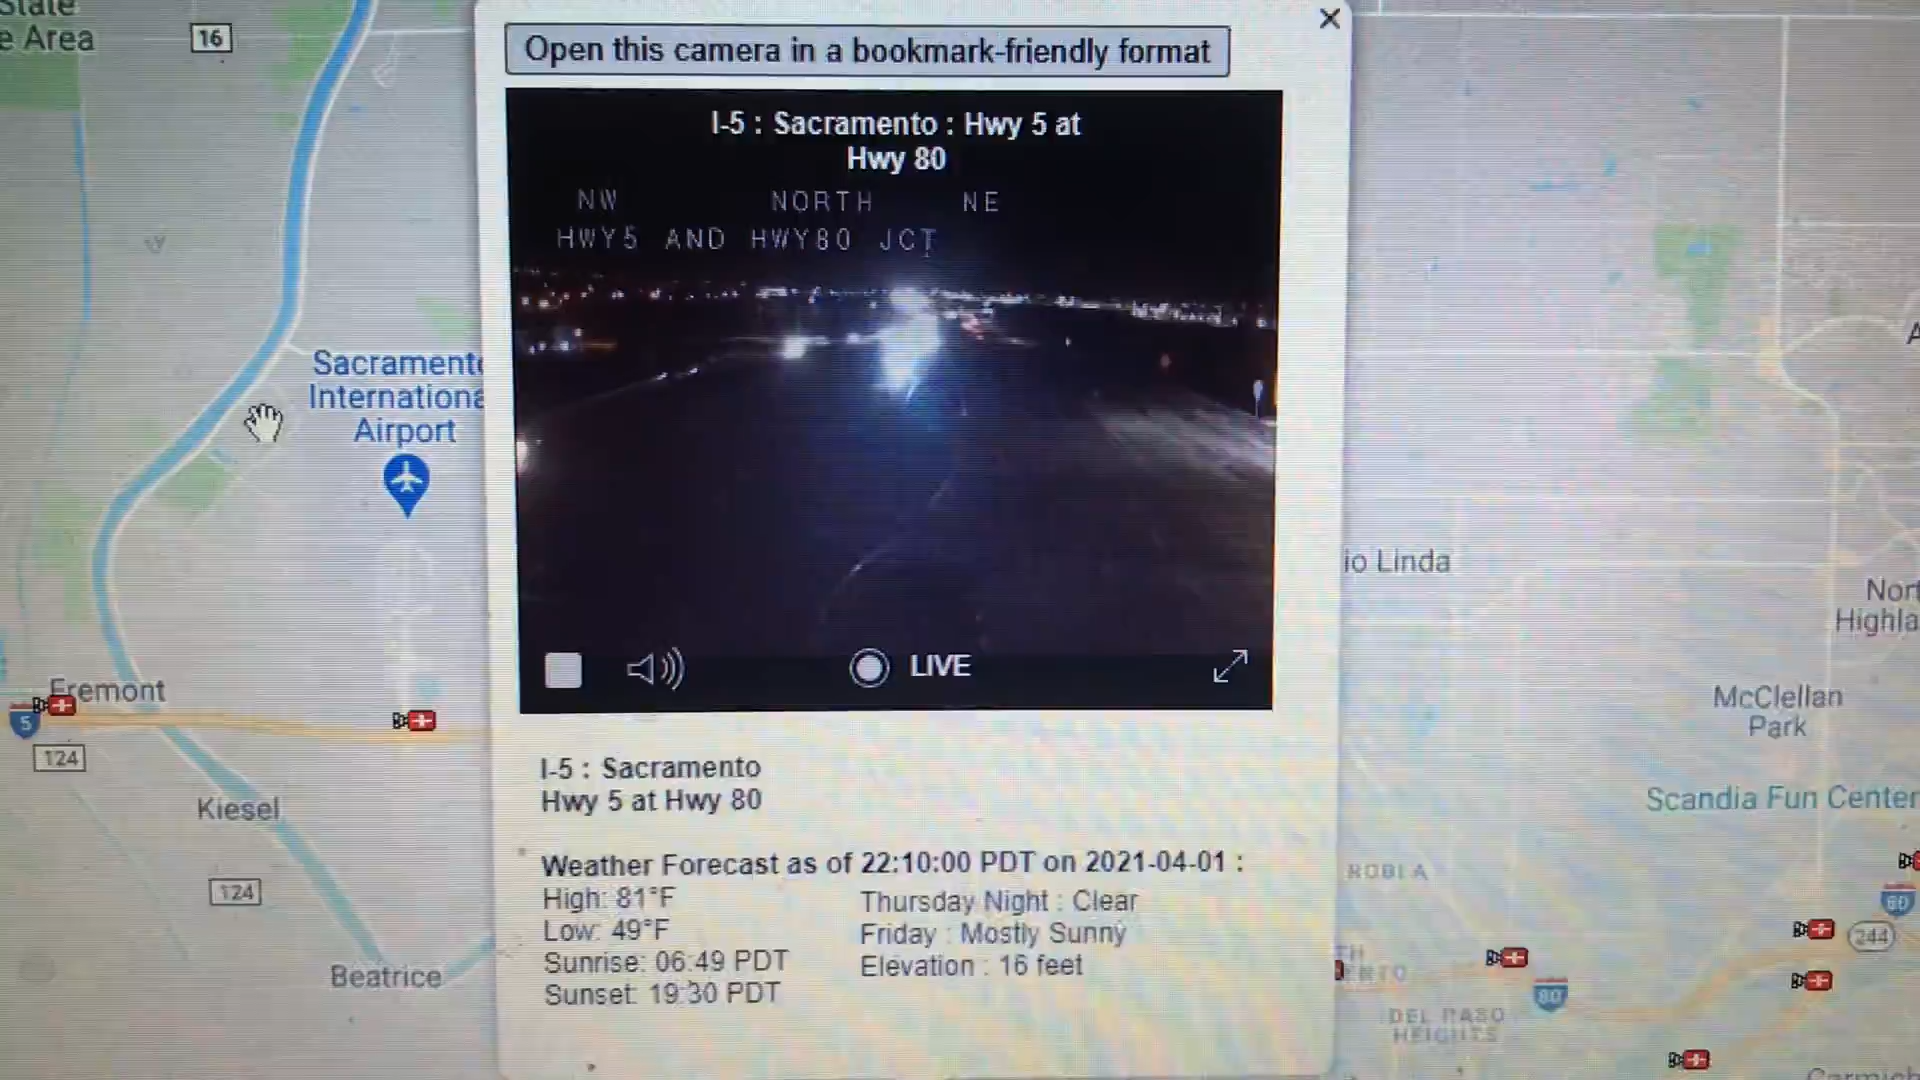 State
e Area
16
Open this camera in a bookmark-friendly format
I-5 : Sacramento : Hwy 5 at
Hwy 80
NW NORTH NE
HWY5 AND HWY80 JCT
Sacramento
Internationa
Airport
LIVE
io Linda
Nort
Highla
Fremont
5
124
McClellan
Park
I-5 : Sacramento
Hwy 5 at Hwy 80
Kiesel
Scandia Fun Center
Weather Forecast as of 22:10:00 PDT on 2021-04-01 :
High: 81°F
Low: 49°F
Sunrise: 06:49 PDT
Sunset: 19:30 PDT
Thursday Night : Clear
Friday : Mostly Sunny
Elevation : 16 feet
124
ROBLA
244
Beatrice
80
DEL PASO
HEIGHTS